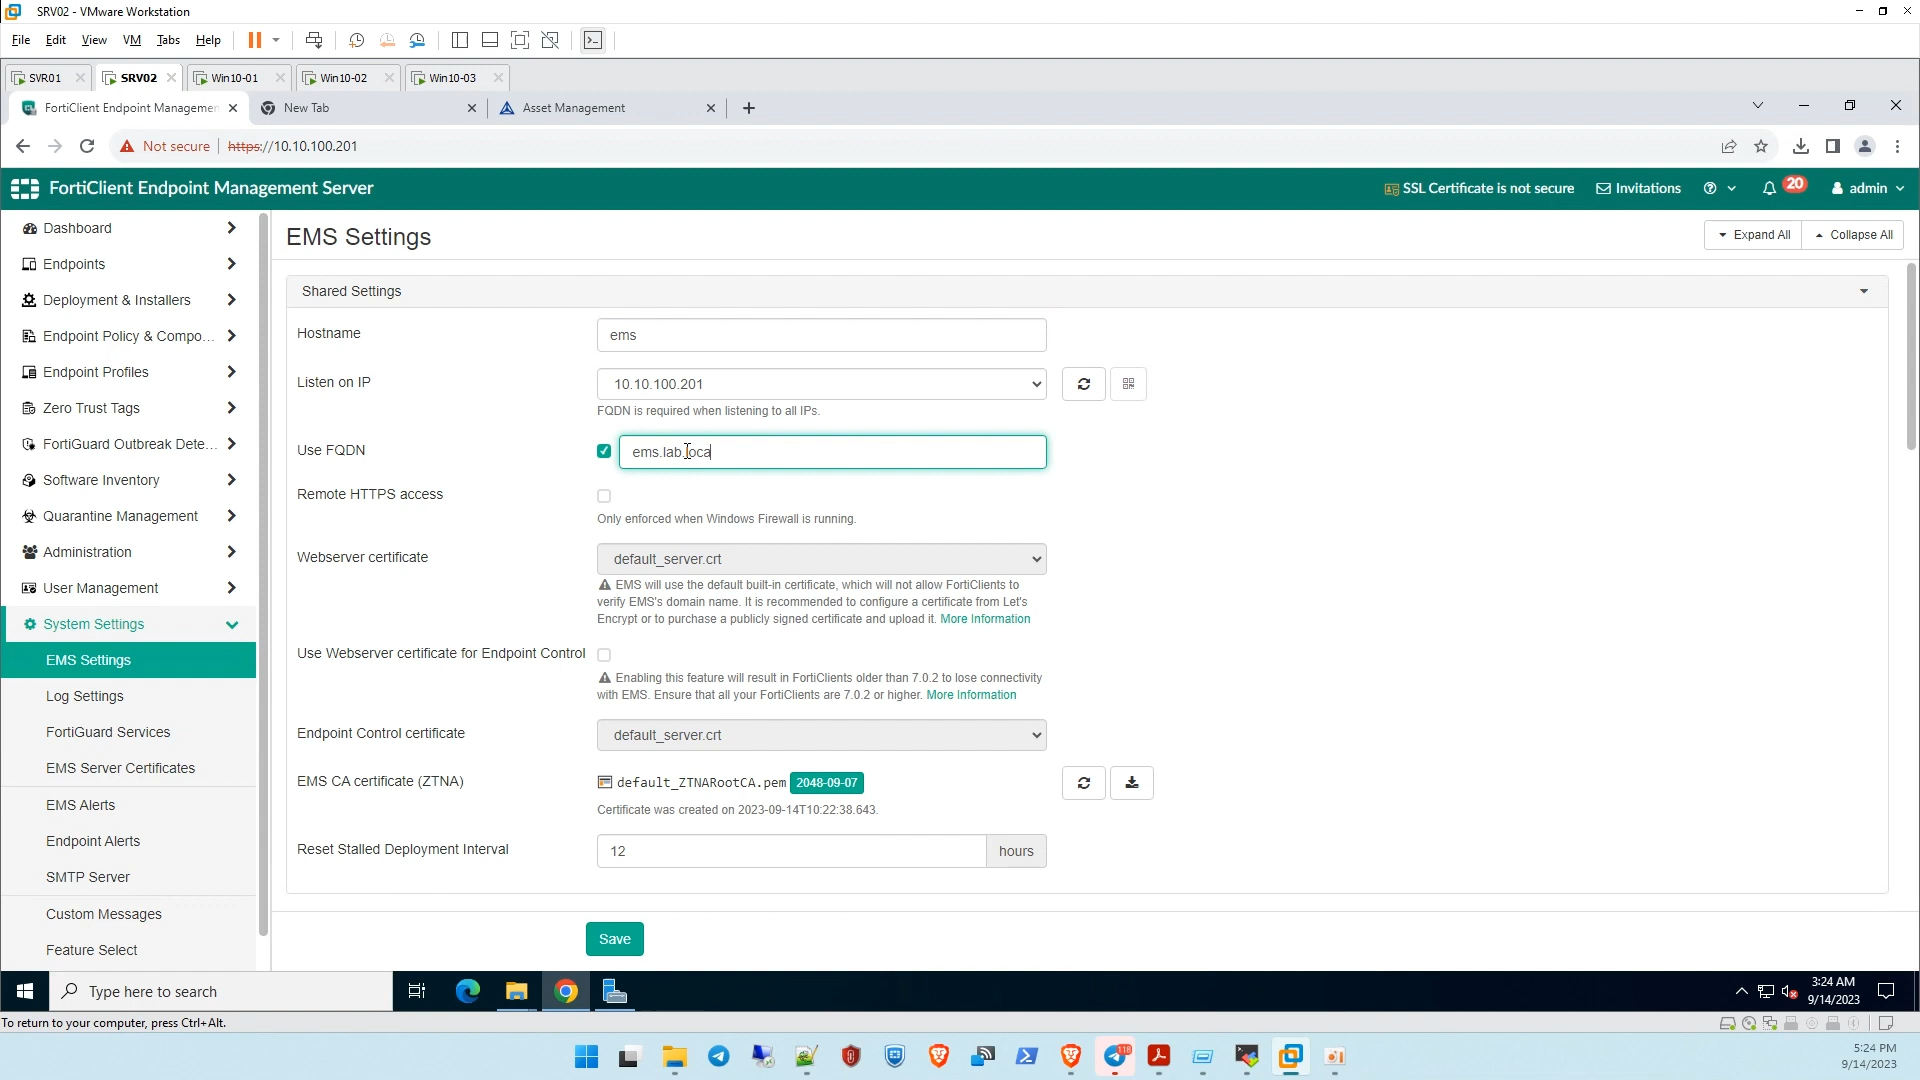 SRV02 - VMware Workstation
File Edit View VM Tabs Help
SVR01 SRV02 Win10-01 Win10-02 Win10-03
FortiClient Endpoint Managemen New Tab Asset Management
Not secure https://10.10.100.201
FortiClient Endpoint Management Server SSL Certificate is not secure Invitations 20 admin
Dashboard
Endpoints
Deployment & Installers
Endpoint Policy & Compo...
Endpoint Profiles
Zero Trust Tags
FortiGuard Outbreak Dete...
Software Inventory
Quarantine Management
Administration
User Management
System Settings
EMS Settings
Log Settings
FortiGuard Services
EMS Server Certificates
EMS Alerts
Endpoint Alerts
SMTP Server
Custom Messages
Feature Select
EMS Settings Expand All Collapse All
Shared Settings
Hostname ems
Listen on IP 10.10.100.201
FQDN is required when listening to all IPs.
Use FQDN ems.lab.loca
Remote HTTPS access
Only enforced when Windows Firewall is running.
Webserver certificate default_server.crt
EMS will use the default built-in certificate, which will not allow FortiClients to
verify EMS's domain name. It is recommended to configure a certificate from Let's
Encrypt or to purchase a publicly signed certificate and upload it. More Information
Use Webserver certificate for Endpoint Control
Enabling this feature will result in FortiClients older than 7.0.2 to lose connectivity
with EMS. Ensure that all your FortiClients are 7.0.2 or higher. More Information
Endpoint Control certificate default_server.crt
EMS CA certificate (ZTNA) default_ZTNARootCA.pem 2048-09-07
Certificate was created on 2023-09-14T10:22:38.643.
Reset Stalled Deployment Interval 12 hours
Save
Type here to search
3:24 AM
9/14/2023
To return to your computer, press Ctrl+Alt.
118
5:24 PM
9/14/2023